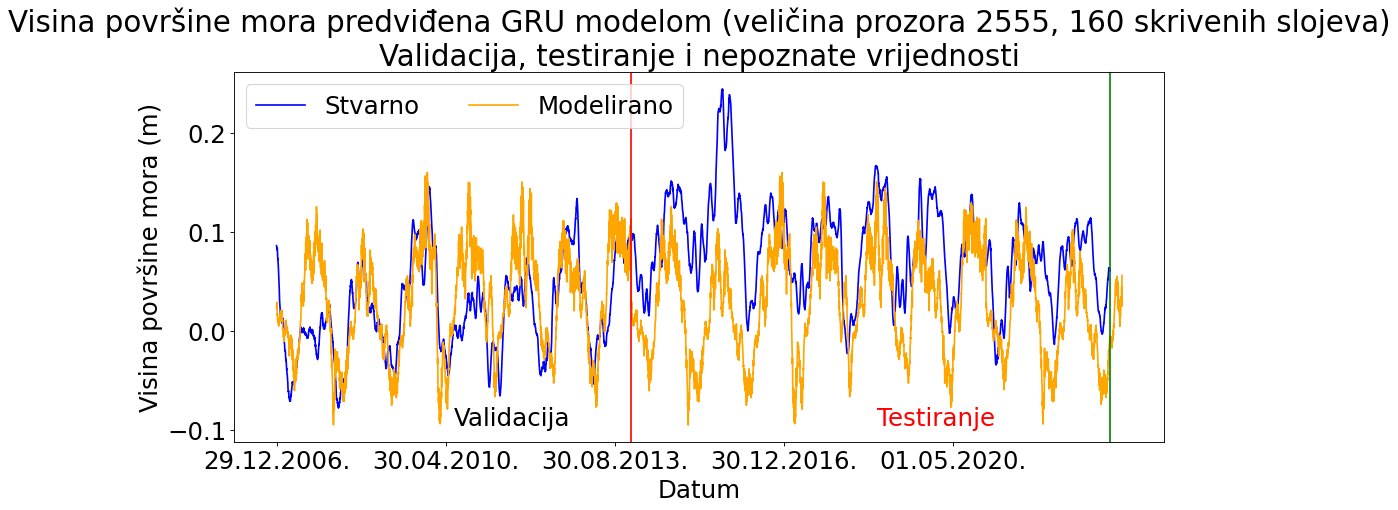 Visina površine mora predviđena GRU modelom (veličina prozora 2555, 160 skrivenih slojeva)
Validacija, testiranje i nepoznate vrijednosti
Stvarno
Modelirano
Visina površine mora (m)
0.2
0.1
0.0
−0.1
Validacija
Testiranje
29.12.2006.
30.04.2010.
30.08.2013.
30.12.2016.
01.05.2020.
Datum